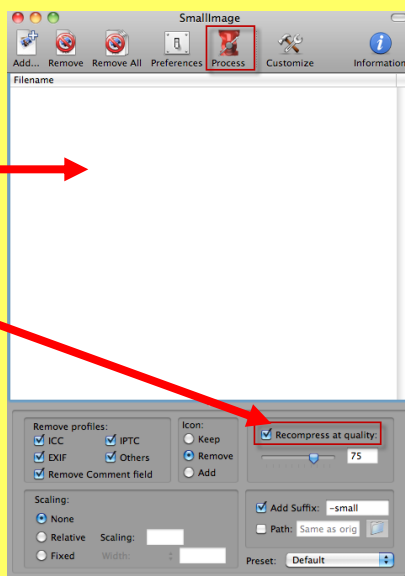 SmallImage
Add... Remove Remove All Preferences Process Customize Information
Filename
Remove profiles:
ICC IPTC
EXIF Others
Remove Comment field
Icon:
Keep
Remove
Add
Recompress at quality:
75
Scaling:
None
Relative Scaling:
Fixed Width:
Add Suffix: -small
Path: Same as orig
Preset: Default